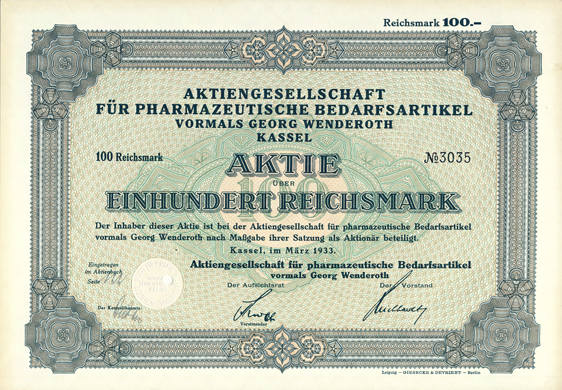 Reichsmark 100.–
AKTIENGESELLSCHAFT
FÜR PHARMAZEUTISCHE BEDARFSARTIKEL
VORMALS GEORG WENDEROTH
KASSEL
100 Reichsmark
AKTIE
№3035
ÜBER
100
EINHUNDERT REICHSMARK
Der Inhaber dieser Aktie ist bei der Aktiengesellschaft für pharmazeutische Bedarfsartikel
vormals Georg Wenderoth nach Maßgabe ihrer Satzung als Aktionär beteiligt.
Kassel, im März 1933.
Eingetragen
im Aktienbuch
Seite
Aktiengesellschaft für pharmazeutische Bedarfsartikel
vormals Georg Wenderoth
Der Aufsichtsrat
Der Vorstand
Der Kontrollbeamte
Vorsitzender
Leipzig – GIESECKE & DEVRIENT – Berlin